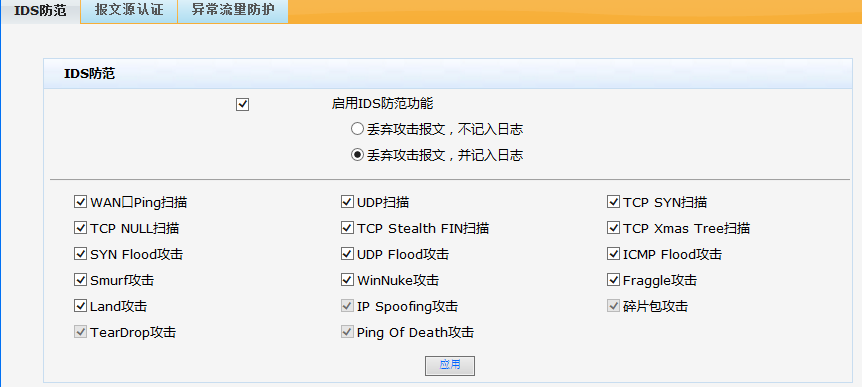 IDS防范 报文源认证 异常流量防护
IDS防范
启用IDS防范功能
丢弃攻击报文，不记入日志
丢弃攻击报文，并记入日志
WAN口Ping扫描 UDP扫描 TCP SYN扫描
TCP NULL扫描 TCP Stealth FIN扫描 TCP Xmas Tree扫描
SYN Flood攻击 UDP Flood攻击 ICMP Flood攻击
Smurf攻击 WinNuke攻击 Fraggle攻击
Land攻击 IP Spoofing攻击 碎片包攻击
TearDrop攻击 Ping Of Death攻击
应用